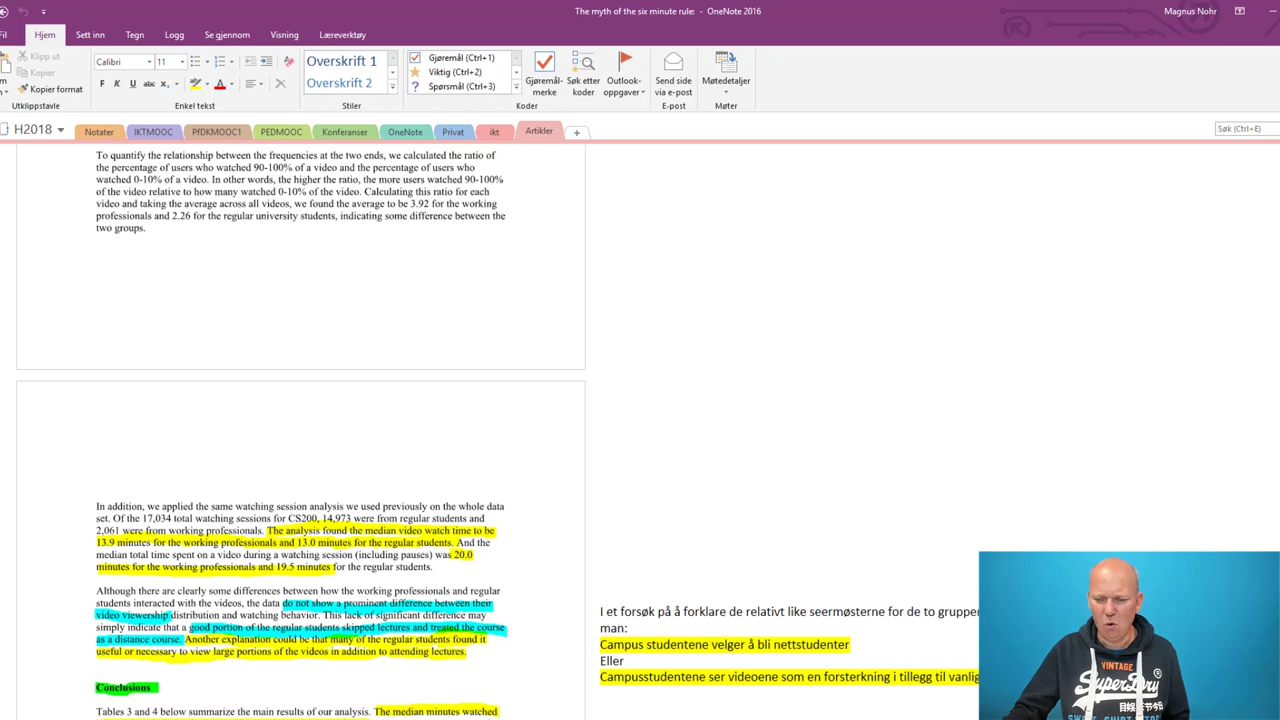 The myth of the six minute rule: - OneNote 2016
Magnus Nohr
Fil
Hjem
Sett inn
Tegn
Logg
Se gjennom
Visning
Læreverktøy
Klipp ut
Kopier
Kopier format
Utklippstavle
Calibri
11
F K U abc x₂ A
Enkel tekst
Overskrift 1
Overskrift 2
Stiler
Gjøremål (Ctrl+1)
Viktig (Ctrl+2)
Spørsmål (Ctrl+3)
Gjøremål-
merke
Søk etter
koder
Outlook-
oppgaver
Koder
Send side
via e-post
E-post
Møtedetaljer
Møter
H2018
Notater
IKTMOOC
PfDKMOOC1
PEDMOOC
Konferanser
OneNote
Privat
ikt
Artikler
Søk (Ctrl+E)
To quantify the relationship between the frequencies at the two ends, we calculated the ratio of
the percentage of users who watched 90-100% of a video and the percentage of users who
watched 0-10% of a video. In other words, the higher the ratio, the more users watched 90-100%
of the video relative to how many watched 0-10% of the video. Calculating this ratio for each
video and taking the average across all videos, we found the average to be 3.92 for the working
professionals and 2.26 for the regular university students, indicating some difference between the
two groups.
In addition, we applied the same watching session analysis we used previously on the whole data
set. Of the 17,034 total watching sessions for CS200, 14,973 were from regular students and
2,061 were from working professionals. The analysis found the median video watch time to be
13.9 minutes for the working professionals and 13.0 minutes for the regular students. And the
median total time spent on a video during a watching session (including pauses) was 20.0
minutes for the working professionals and 19.5 minutes for the regular students.
Although there are clearly some differences between how the working professionals and regular
students interacted with the videos, the data do not show a prominent difference between their
video viewership distribution and watching behavior. This lack of significant difference may
simply indicate that a good portion of the regular students skipped lectures and treated the course
as a distance course. Another explanation could be that many of the regular students found it
useful or necessary to view large portions of the videos in addition to attending lectures.
Conclusions
Tables 3 and 4 below summarize the main results of our analysis. The median minutes watched
I et forsøk på å forklare de relativt like seermøsterne for de to grupper
man:
Campus studentene velger å bli nettstudenter
Eller
Campusstudentene ser videoene som en forsterkning i tillegg til vanlig
VINTAGE
SuperDry